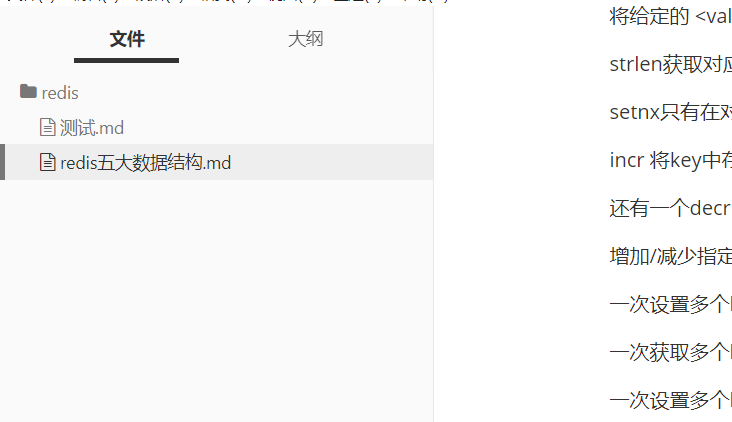 文件
大纲
redis
测试.md
redis五大数据结构.md
将给定的 <val
strlen获取对应
setnx只有在对
incr 将key中存
还有一个decr
增加/减少指定
一次设置多个
一次获取多个
一次设置多个